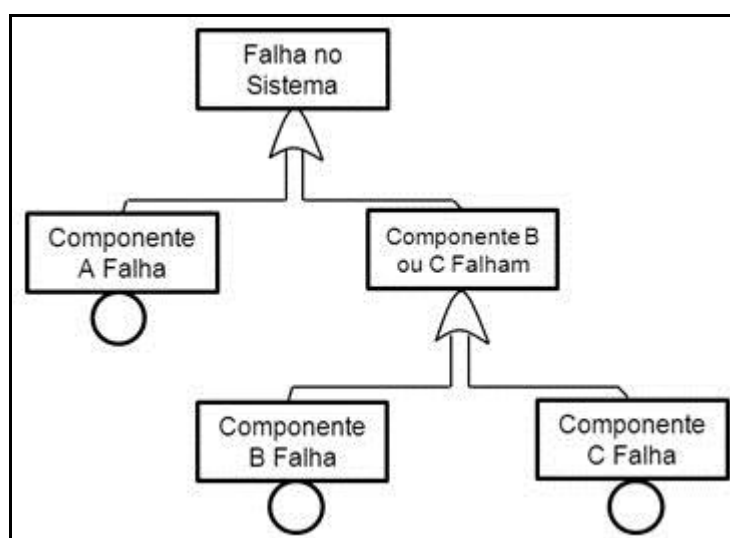 Falha no
Sistema
Componente
A Falha
Componente B
ou C Falham
Componente
B Falha
Componente
C Falha